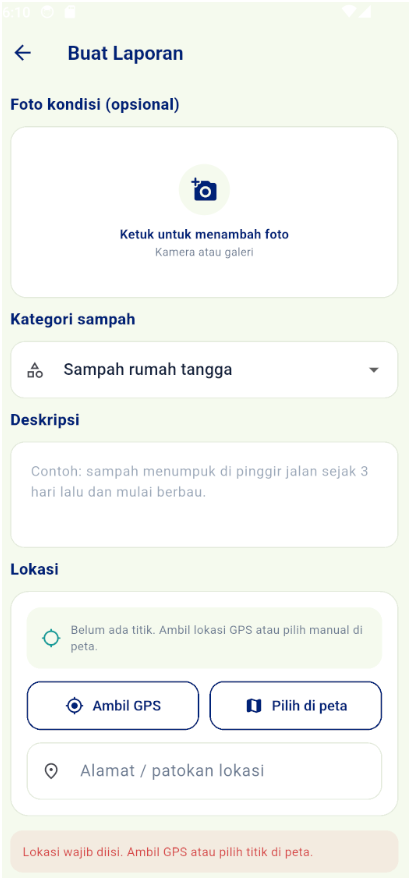 6:10
Buat Laporan
Foto kondisi (opsional)
Ketuk untuk menambah foto
Kamera atau galeri
Kategori sampah
Sampah rumah tangga
Deskripsi
Contoh: sampah menumpuk di pinggir jalan sejak 3
hari lalu dan mulai berbau.
Lokasi
Belum ada titik. Ambil lokasi GPS atau pilih manual di
peta.
Ambil GPS
Pilih di peta
Alamat / patokan lokasi
Lokasi wajib diisi. Ambil GPS atau pilih titik di peta.